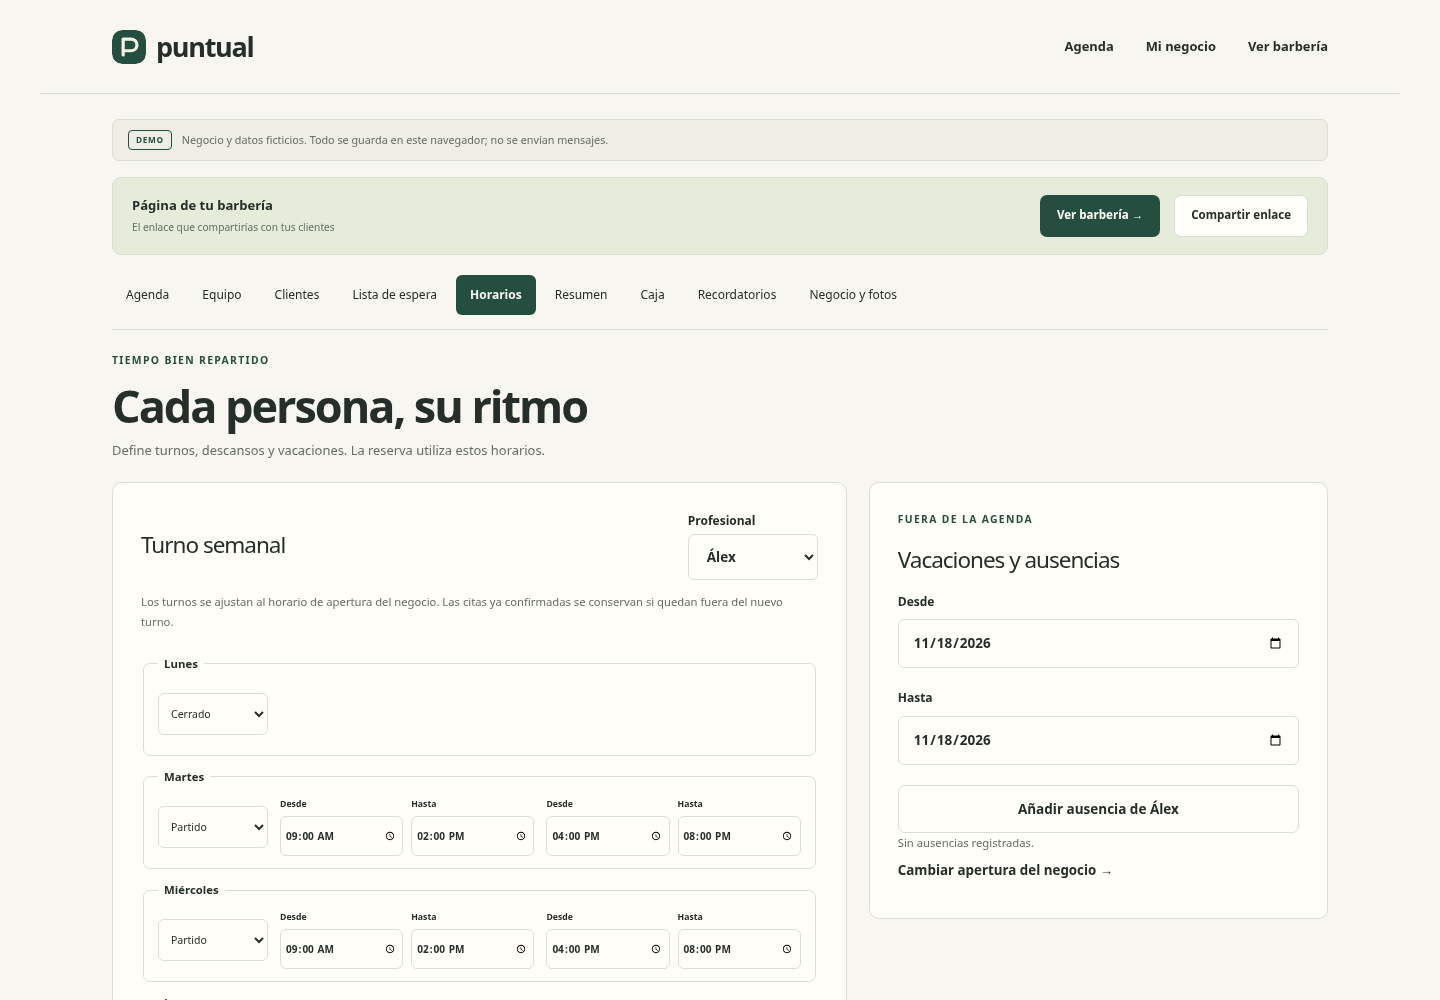 puntual
Agenda
Mi negocio
Ver barbería
DEMO
Negocio y datos ficticios. Todo se guarda en este navegador; no se envían mensajes.
Página de tu barbería
El enlace que compartirías con tus clientes
Ver barbería →
Compartir enlace
Agenda
Equipo
Clientes
Lista de espera
Horarios
Resumen
Caja
Recordatorios
Negocio y fotos
TIEMPO BIEN REPARTIDO
Cada persona, su ritmo
Define turnos, descansos y vacaciones. La reserva utiliza estos horarios.
Turno semanal
Profesional
Álex
Los turnos se ajustan al horario de apertura del negocio. Las citas ya confirmadas se conservan si quedan fuera del nuevo
turno.
Lunes
Cerrado
Martes
Partido
Desde
09:00 AM
Hasta
02:00 PM
Desde
04:00 PM
Hasta
08:00 PM
Miércoles
Partido
Desde
09:00 AM
Hasta
02:00 PM
Desde
04:00 PM
Hasta
08:00 PM
FUERA DE LA AGENDA
Vacaciones y ausencias
Desde
11/18/2026
Hasta
11/18/2026
Añadir ausencia de Álex
Sin ausencias registradas.
Cambiar apertura del negocio →